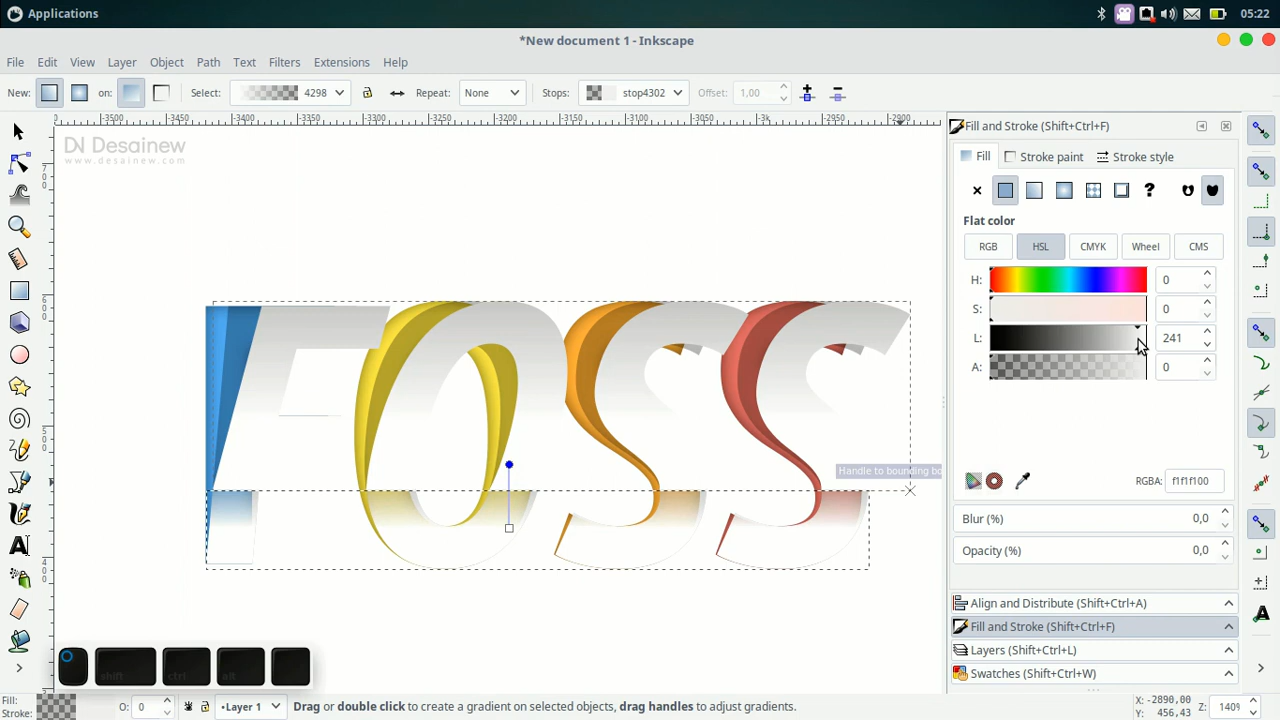 Applications
05:22
*New document 1 - Inkscape
File Edit View Layer Object Path Text Filters Extensions Help
New: on: Select: 4298 Repeat: None Stops: stop4302 Offset: 1,00
Fill and Stroke (Shift+Ctrl+F)
Fill Stroke paint Stroke style
Flat color
RGB HSL CMYK Wheel CMS
H: 0
S: 0
L: 241
A: 0
RGBA: f1f1f100
Blur (%) 0,0
Opacity (%) 0,0
Align and Distribute (Shift+Ctrl+A)
Fill and Stroke (Shift+Ctrl+F)
Layers (Shift+Ctrl+L)
Swatches (Shift+Ctrl+W)
DN Desainew
www.desainew.com
FOSS
Handle to bounding bo
shift ctrl alt
Fill:
Stroke:
O: 0
•Layer 1
Drag or double click to create a gradient on selected objects, drag handles to adjust gradients.
X: -2890,00
Y: 456,43
Z: 140%